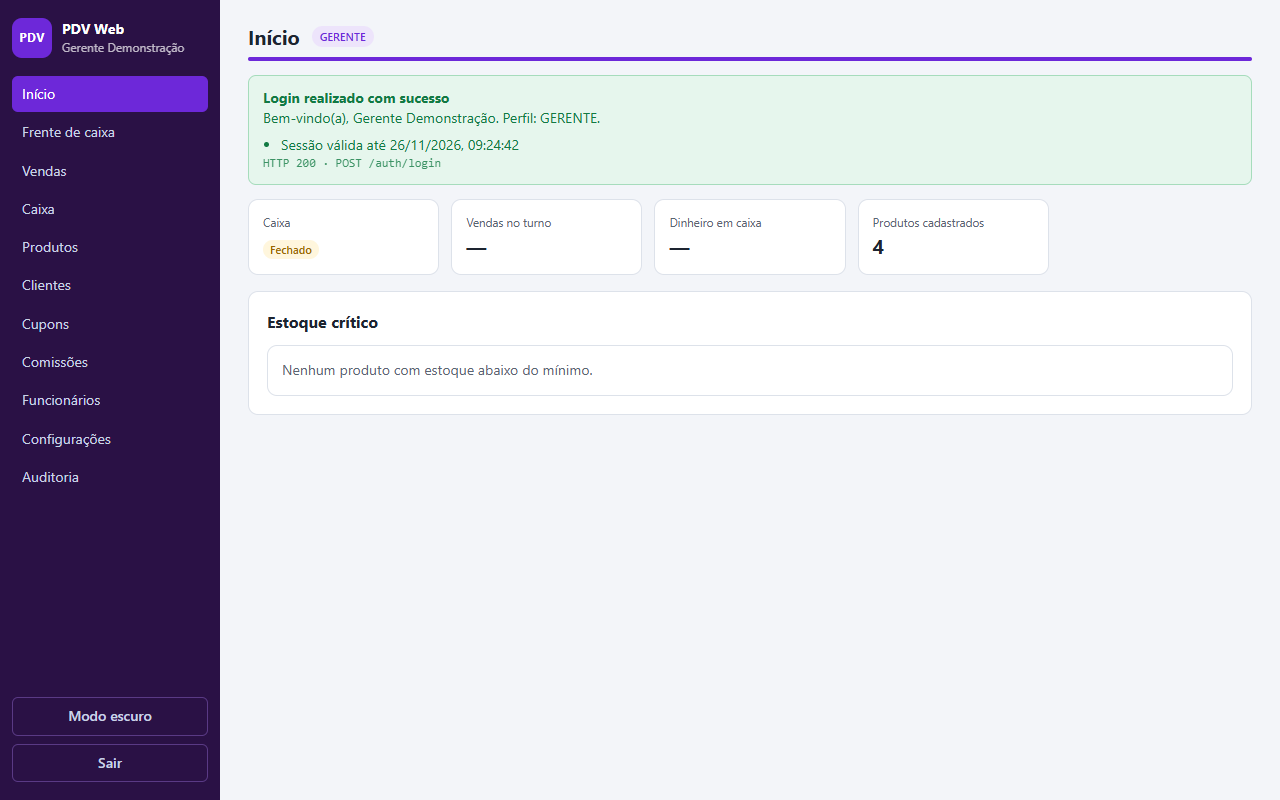 PDV
PDV Web
Gerente Demonstração
Início
Frente de caixa
Vendas
Caixa
Produtos
Clientes
Cupons
Comissões
Funcionários
Configurações
Auditoria
Modo escuro
Sair
Início
GERENTE
Login realizado com sucesso
Bem-vindo(a), Gerente Demonstração. Perfil: GERENTE.
• Sessão válida até 26/11/2026, 09:24:42
HTTP 200 · POST /auth/login
Caixa
Fechado
Vendas no turno
—
Dinheiro em caixa
—
Produtos cadastrados
4
Estoque crítico
Nenhum produto com estoque abaixo do mínimo.